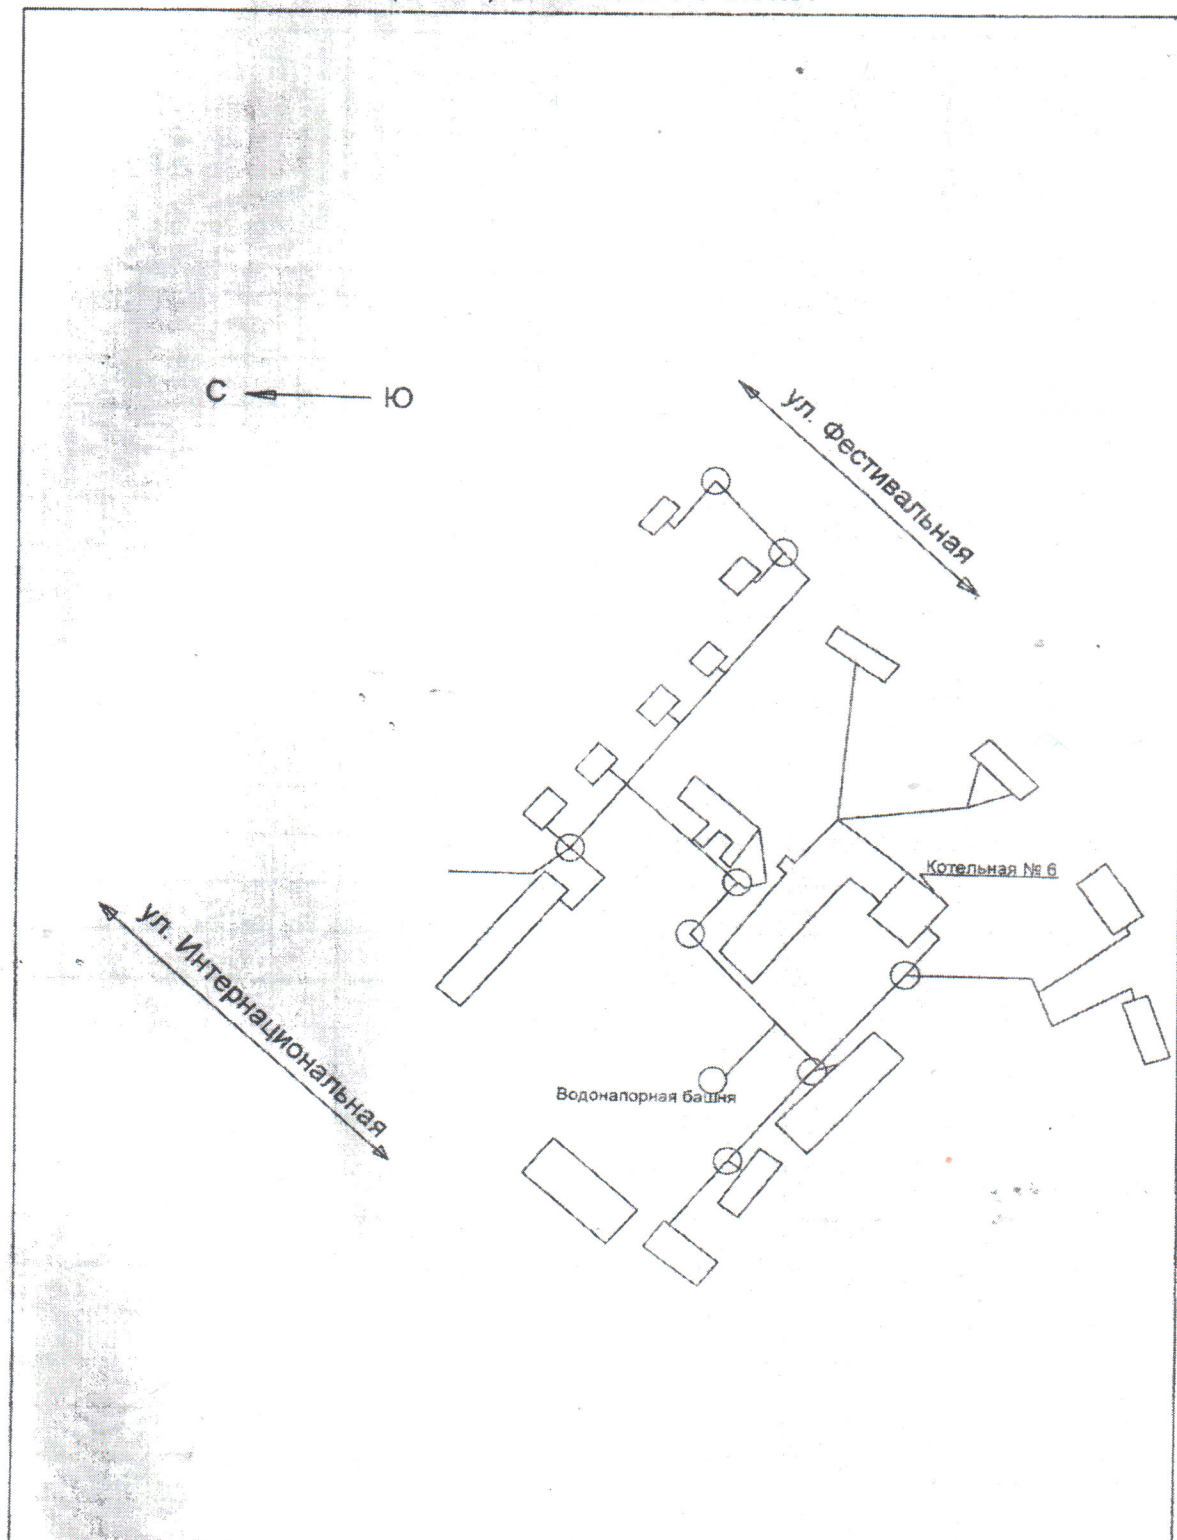 С Ю
ул. Фестивальная
Котельная № 6
ул. Интернациональная
Водонапорная башня